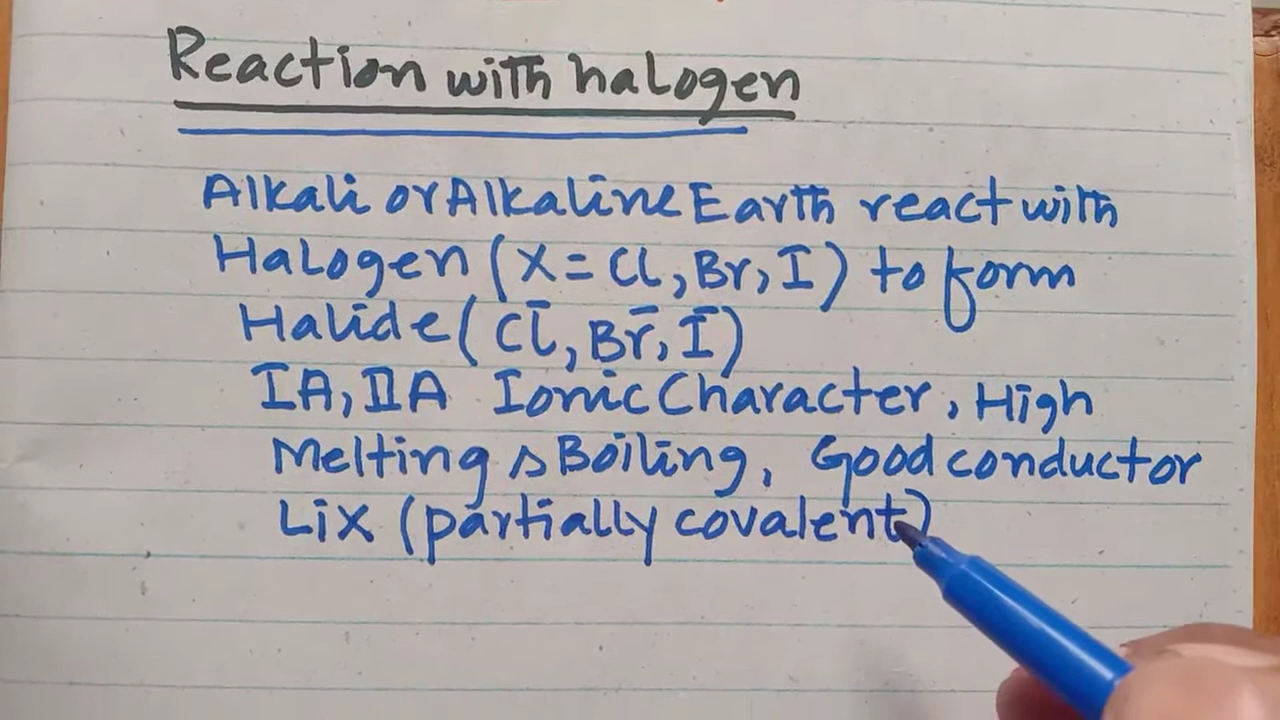 Reaction with halogen
Alkali or Alkaline Earth react with
Halogen (X = Cl, Br, I) to form
Halide (Cl̄, Br̄, Ī)
IA, IIA Ionic Character, High
Melting & Boiling, Good conductor
LiX (partially covalent)